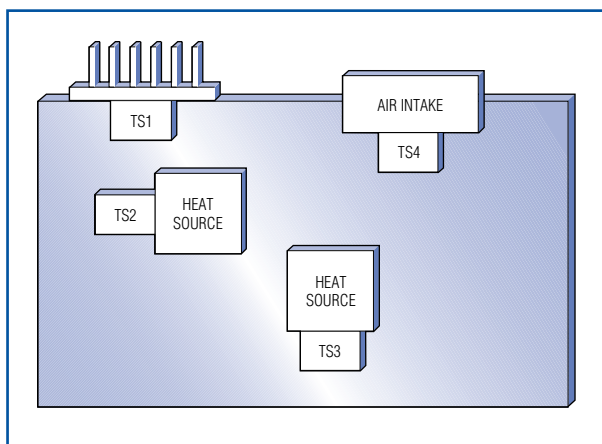 TS1
AIR INTAKE
TS4
TS2
HEAT
SOURCE
HEAT
SOURCE
TS3